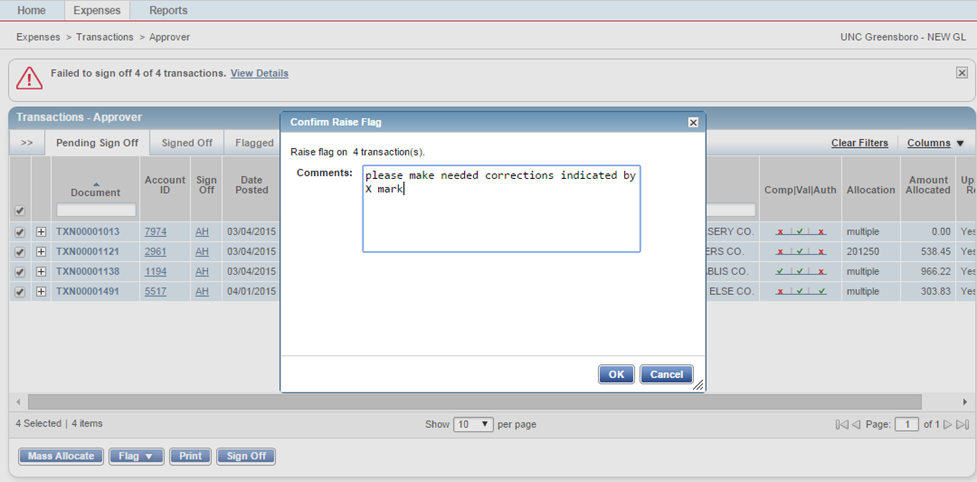 Home Expenses Reports
Expenses > Transactions > Approver UNC Greensboro - NEW GL
Failed to sign off 4 of 4 transactions. View Details
Transactions - Approver
Confirm Raise Flag
>> Pending Sign Off Signed Off Flagged Clear Filters Columns
Raise flag on 4 transaction(s).
Comments: please make needed corrections indicated by
X mark
Document Account ID Sign Off Date Posted Comp|Val|Auth Allocation Amount Allocated
TXN00001013 7974 AH 03/04/2015 SERY CO. multiple 0.00 Yes
TXN00001121 2961 AH 03/04/2015 ERS CO. 201250 538.45 Yes
TXN00001138 1194 AH 03/04/2015 BLIS CO. multiple 966.22 Yes
TXN00001491 5517 AH 04/01/2015 ELSE CO. multiple 303.83 Yes
OK Cancel
4 Selected | 4 items Show 10 per page Page: 1 of 1
Mass Allocate Flag Print Sign Off